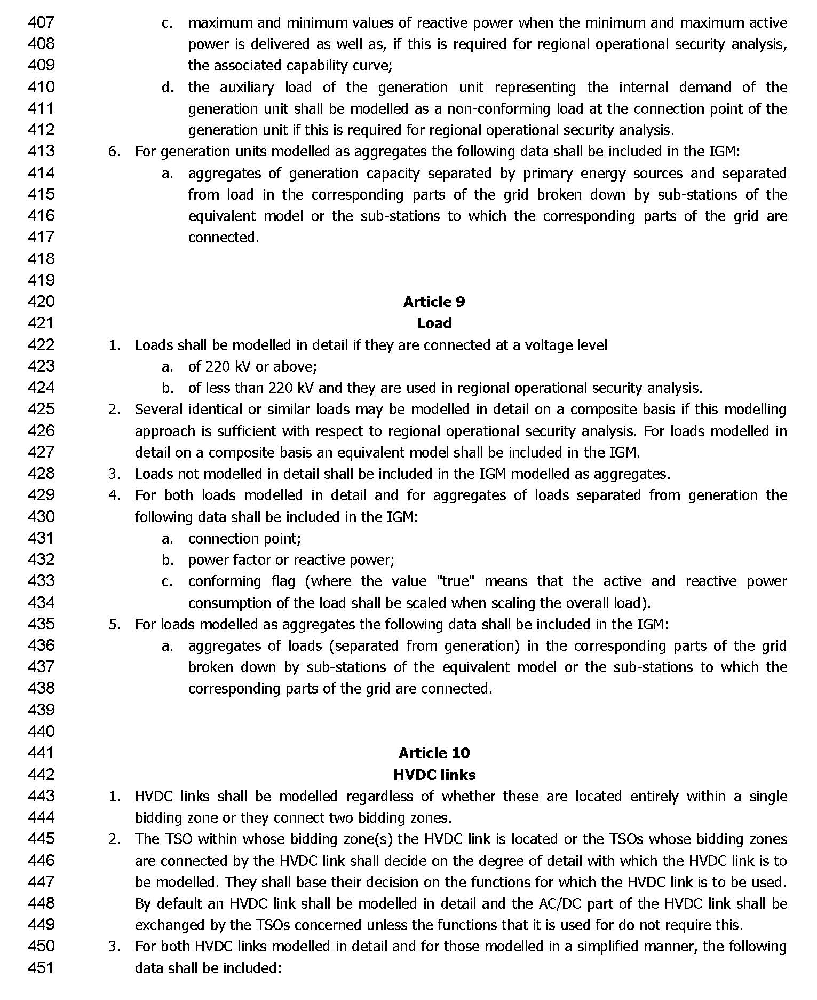 407 c. maximum and minimum values of reactive power when the minimum and maximum active
408 power is delivered as well as, if this is required for regional operational security analysis,
409 the associated capability curve;
410 d. the auxiliary load of the generation unit representing the internal demand of the
411 generation unit shall be modelled as a non-conforming load at the connection point of the
412 generation unit if this is required for regional operational security analysis.
413 6. For generation units modelled as aggregates the following data shall be included in the IGM:
414 a. aggregates of generation capacity separated by primary energy sources and separated
415 from load in the corresponding parts of the grid broken down by sub-stations of the
416 equivalent model or the sub-stations to which the corresponding parts of the grid are
417 connected.
418
419
420 Article 9
421 Load
422 1. Loads shall be modelled in detail if they are connected at a voltage level
423 a. of 220 kV or above;
424 b. of less than 220 kV and they are used in regional operational security analysis.
425 2. Several identical or similar loads may be modelled in detail on a composite basis if this modelling
426 approach is sufficient with respect to regional operational security analysis. For loads modelled in
427 detail on a composite basis an equivalent model shall be included in the IGM.
428 3. Loads not modelled in detail shall be included in the IGM modelled as aggregates.
429 4. For both loads modelled in detail and for aggregates of loads separated from generation the
430 following data shall be included in the IGM:
431 a. connection point;
432 b. power factor or reactive power;
433 c. conforming flag (where the value "true" means that the active and reactive power
434 consumption of the load shall be scaled when scaling the overall load).
435 5. For loads modelled as aggregates the following data shall be included in the IGM:
436 a. aggregates of loads (separated from generation) in the corresponding parts of the grid
437 broken down by sub-stations of the equivalent model or the sub-stations to which the
438 corresponding parts of the grid are connected.
439
440
441 Article 10
442 HVDC links
443 1. HVDC links shall be modelled regardless of whether these are located entirely within a single
444 bidding zone or they connect two bidding zones.
445 2. The TSO within whose bidding zone(s) the HVDC link is located or the TSOs whose bidding zones
446 are connected by the HVDC link shall decide on the degree of detail with which the HVDC link is to
447 be modelled. They shall base their decision on the functions for which the HVDC link is to be used.
448 By default an HVDC link shall be modelled in detail and the AC/DC part of the HVDC link shall be
449 exchanged by the TSOs concerned unless the functions that it is used for do not require this.
450 3. For both HVDC links modelled in detail and for those modelled in a simplified manner, the following
451 data shall be included: